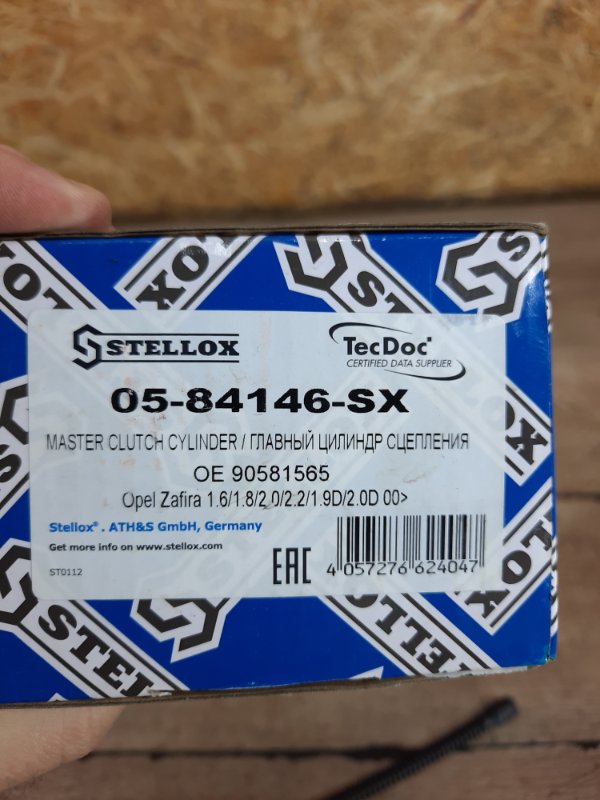 STELLOX
TecDoc
CERTIFIED DATA SUPPLIER
05-84146-SX
MASTER CLUTCH CYLINDER / ГЛАВНЫЙ ЦИЛИНДР СЦЕПЛЕНИЯ
OE 90581565
Opel Zafira 1.6/1.8/2.0/2.2/1.9D/2.0D 00>
Stellox® . ATH&S GmbH, Germany
Get more info on www.stellox.com
ST0112
EAC
4 057276 624047
STELLOX
STELLOX